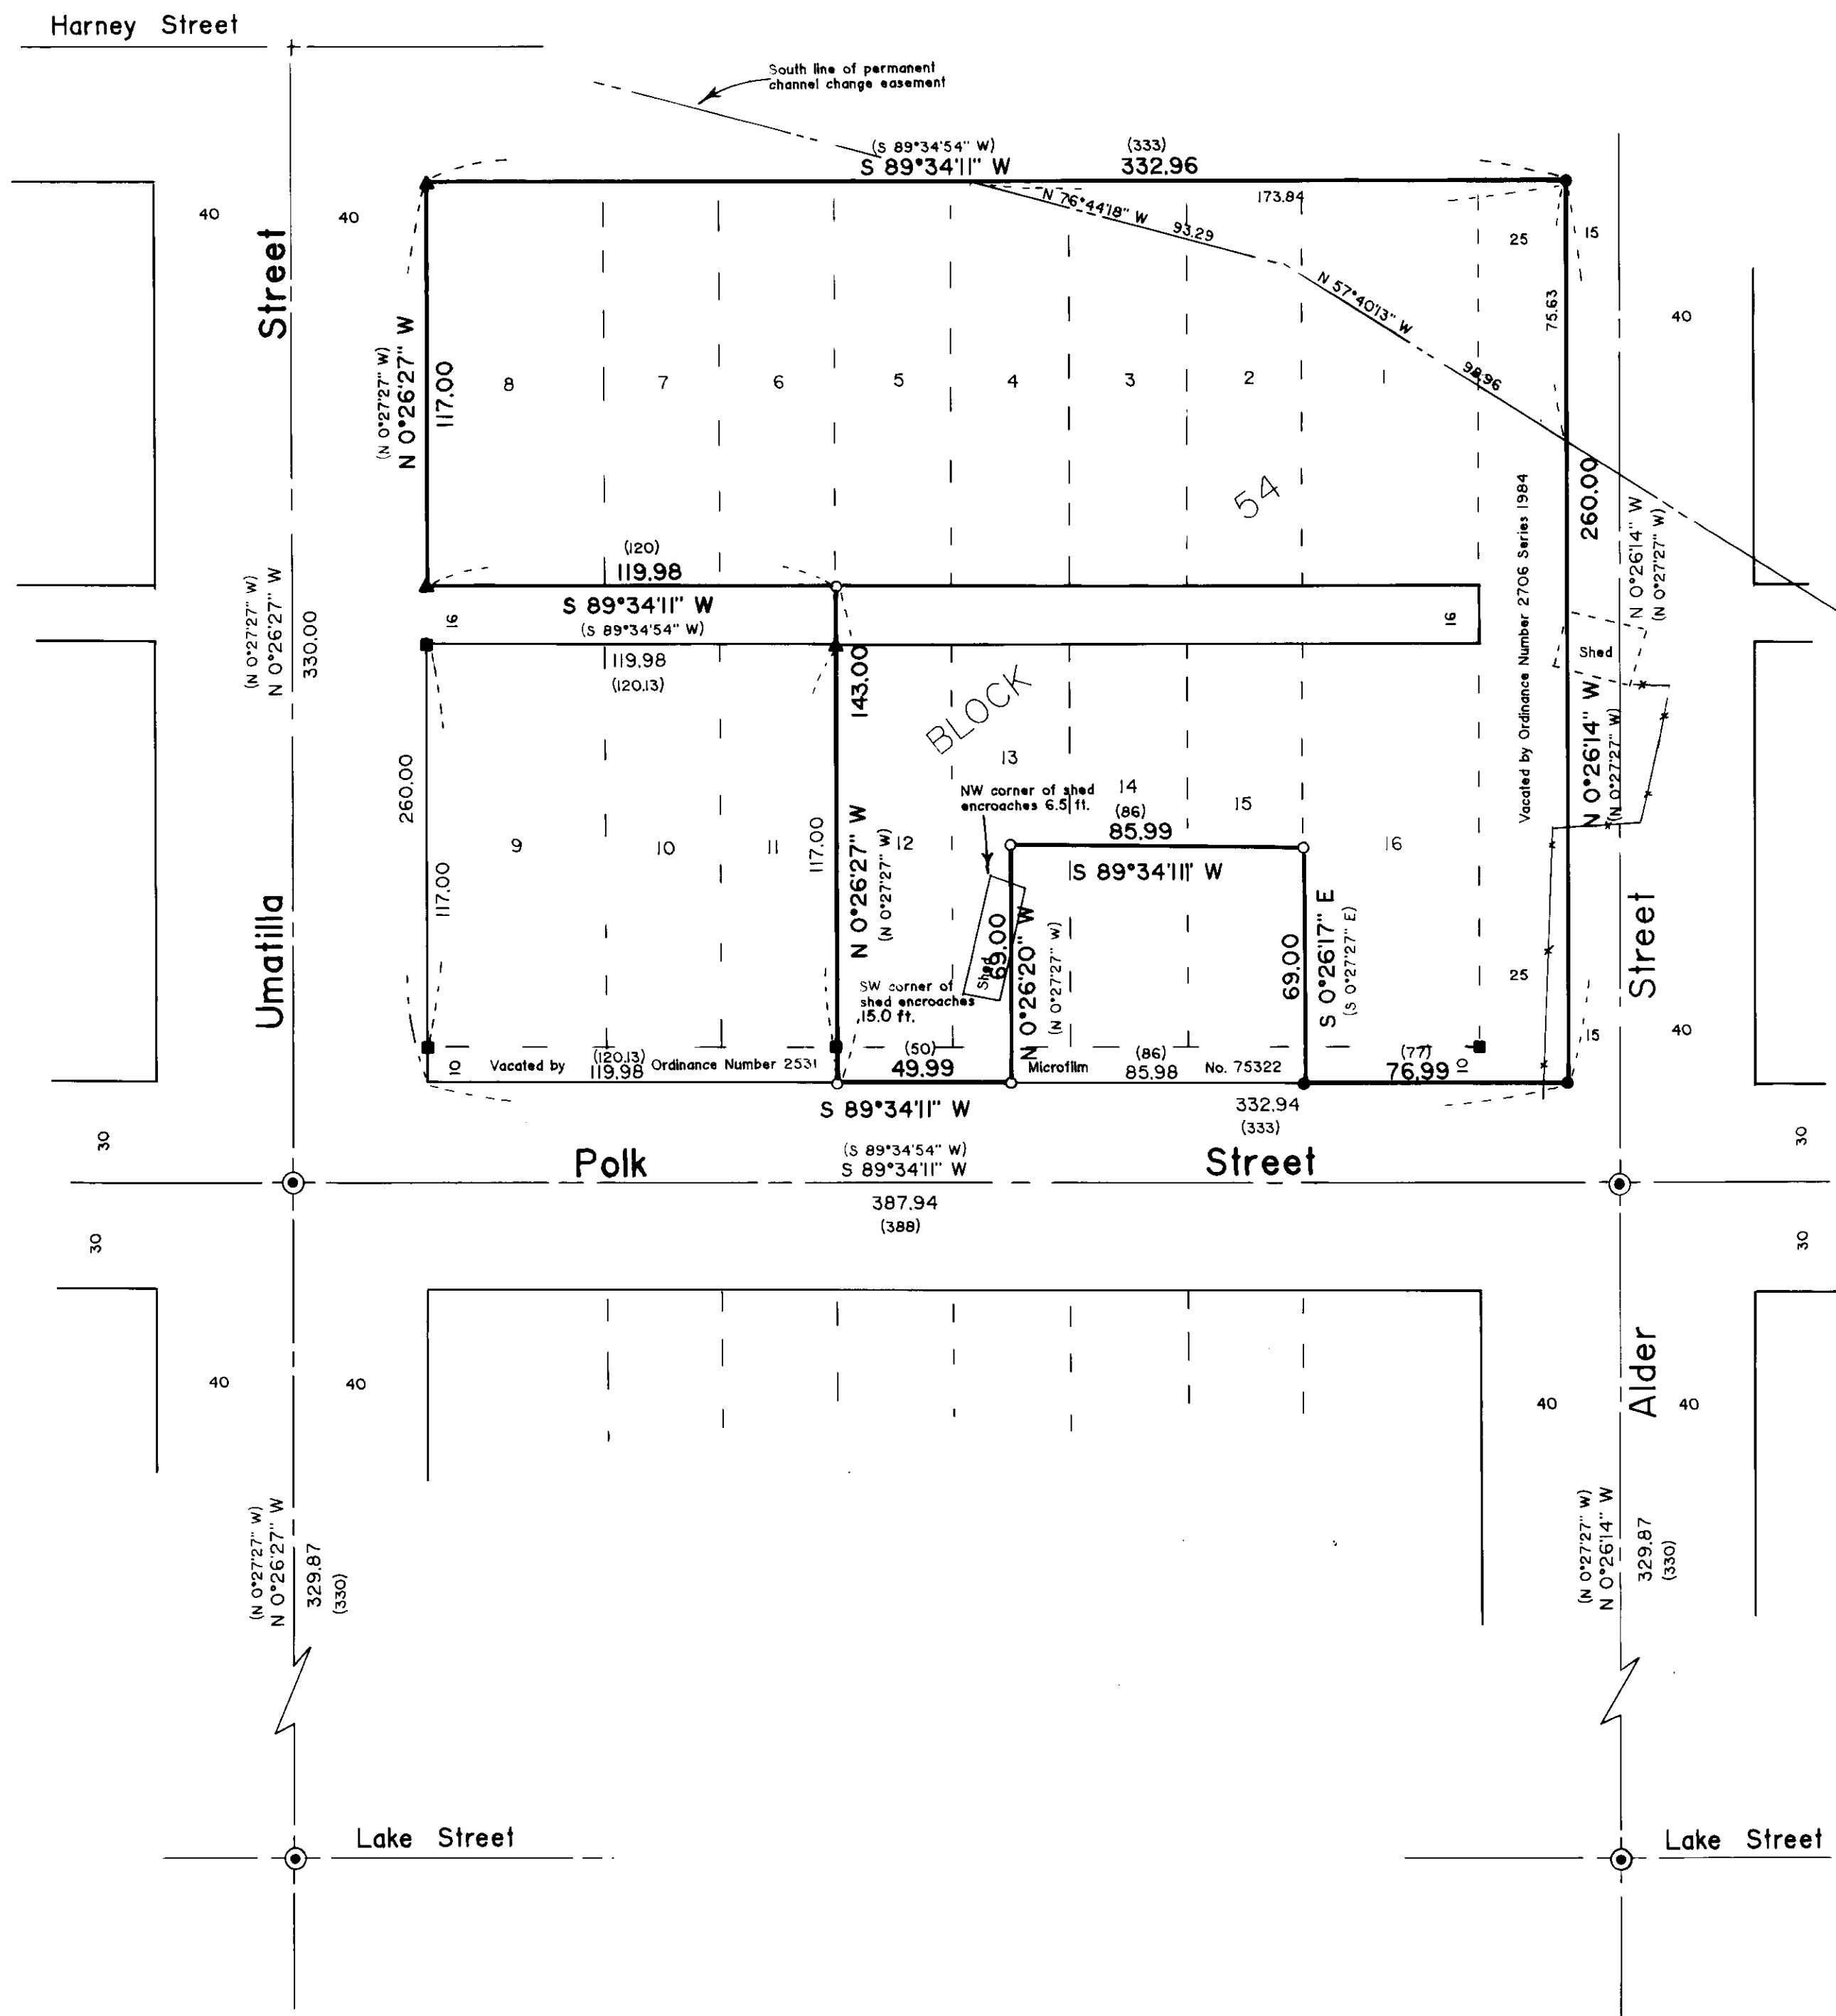 Harney Street
South line of permanent
channel change easement
(S 89°34'54" W)
S 89°34'11" W
(333)
332.96
173.84
N 76°44'18" W
93.29
N 57°40'13" W
98.96
40
40
25
15
75.63
40
Street
(N 0°27'27" W)
N 0°26'27" W
117.00
8
7
6
5
4
3
2
1
54
260.00
N 0°26'14" W
(N 0°27'27" W)
Vacated by Ordinance Number 2706 Series 1984
(120)
119.98
S 89°34'11" W
(S 89°34'54" W)
16
16
119.98
(120.13)
(N 0°27'27" W)
N 0°26'27" W
330.00
143.00
Shed
N 0°26'14" W
(N 0°27'27" W)
BLOCK
260.00
13
NW corner of shed
encroaches 6.5 ft.
14
(86)
85.99
S 89°34'11" W
15
9
10
11
12
16
117.00
117.00
N 0°26'27" W
(N 0°27'27" W)
Shed
69.00
N 0°26'20" W
(N 0°27'27" W)
69.00
S 0°26'17" E
(S 0°27'27" E)
SW corner of
shed encroaches
15.0 ft.
25
15
40
Umatilla
Street
10
Vacated by
(120.13)
119.98
Ordinance Number 2531
(50)
49.99
Microfilm
(86)
85.98
No. 75322
(77)
76.99
10
S 89°34'11" W
332.94
(333)
30
30
Polk Street
(S 89°34'54" W)
S 89°34'11" W
387.94
(388)
30
30
40
40
40
40
Alder
(N 0°27'27" W)
N 0°26'27" W
329.87
(330)
(N 0°27'27" W)
N 0°26'14" W
329.87
(330)
Lake Street
Lake Street